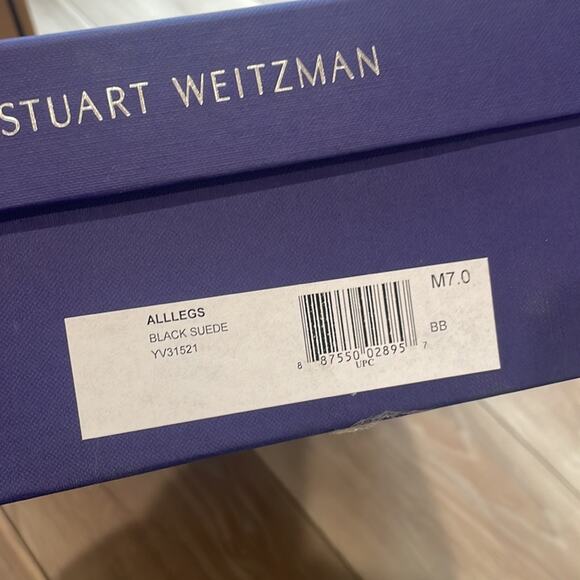 STUART WEITZMAN
ALLLEGS
BLACK SUEDE
YV31521
M7.0
BB
8 87550 02895 7
UPC